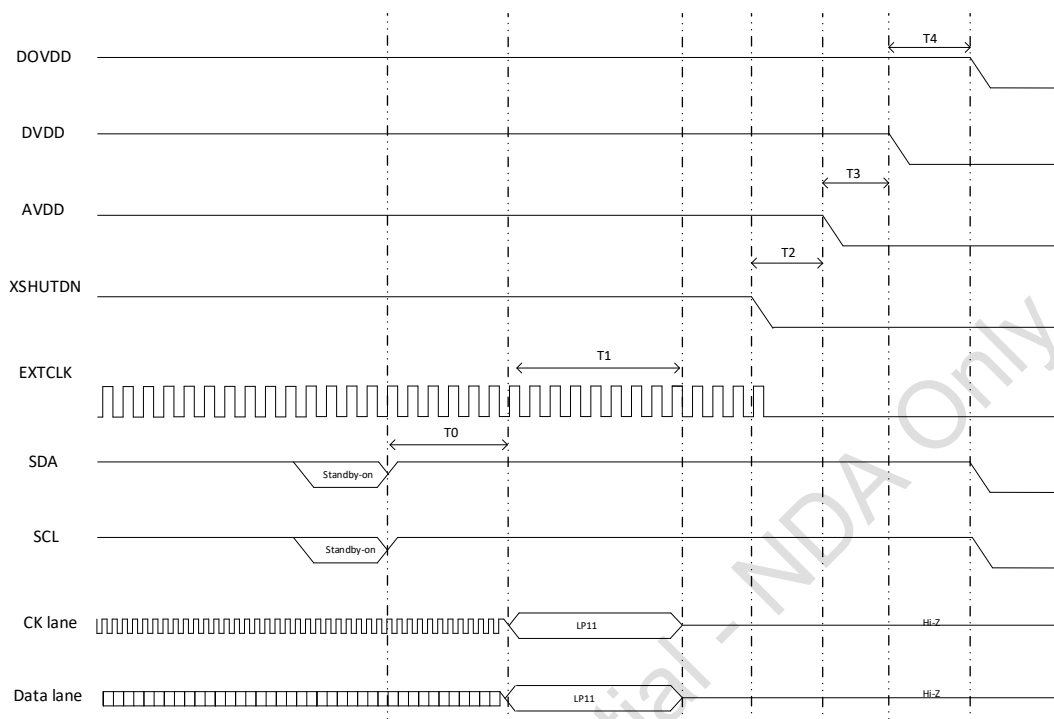 T4
DOVDD
DVDD
T3
AVDD
T2
XSHUTDN
T1
EXTCLK
T0
SDA
Standby-on
SCL
Standby-on
CK lane
LP11
Hi-Z
Data lane
LP11
Hi-Z
tial - NDA Only